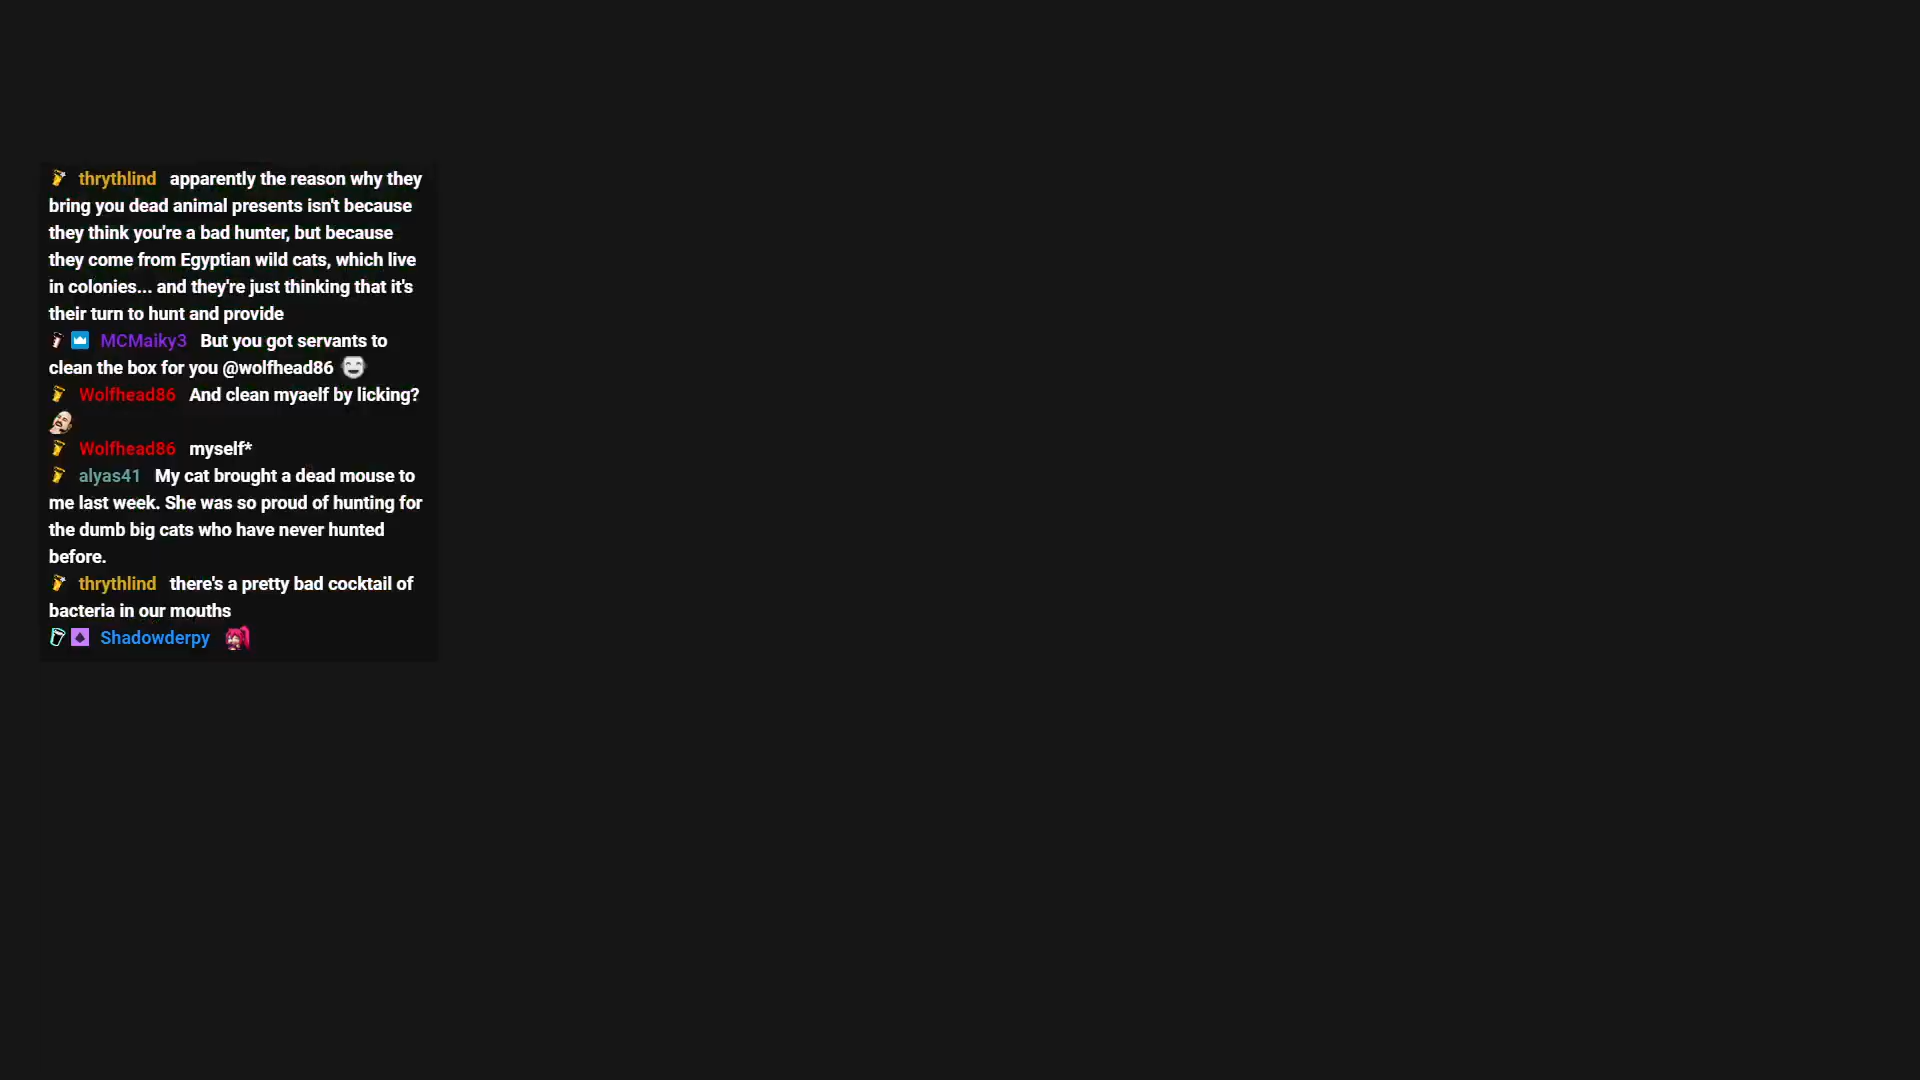 thrythlind apparently the reason why they
bring you dead animal presents isn't because
they think you're a bad hunter, but because
they come from Egyptian wild cats, which live
in colonies... and they're just thinking that it's
their turn to hunt and provide
MCMaiky3 But you got servants to
clean the box for you @wolfhead86
Wolfhead86 And clean myaelf by licking?
Wolfhead86 myself*
alyas41 My cat brought a dead mouse to
me last week. She was so proud of hunting for
the dumb big cats who have never hunted
before.
thrythlind there's a pretty bad cocktail of
bacteria in our mouths
Shadowderpy